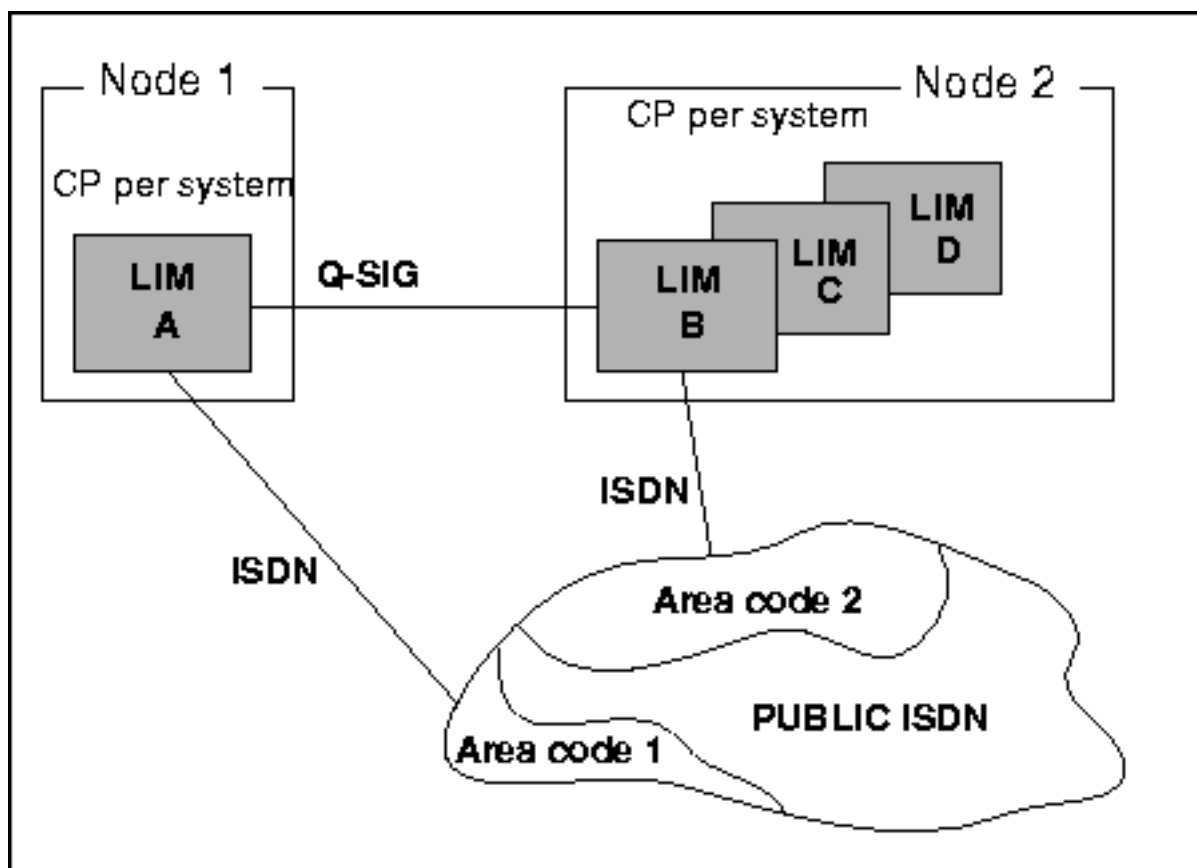 Node 1
Node 2
CP per system
CP per system
LIM
A
Q-SIG
LIM
B
LIM
C
LIM
D
ISDN
ISDN
Area code 2
PUBLIC ISDN
Area code 1